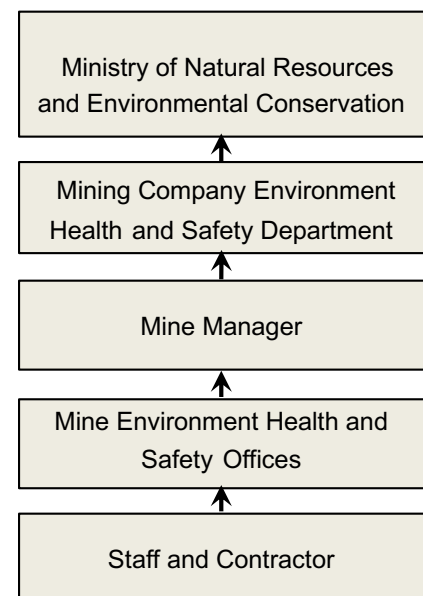 Ministry of Natural Resources
and Environmental Conservation
Mining Company Environment
Health and Safety Department
Mine Manager
Mine Environment Health and
Safety Offices
Staff and Contractor